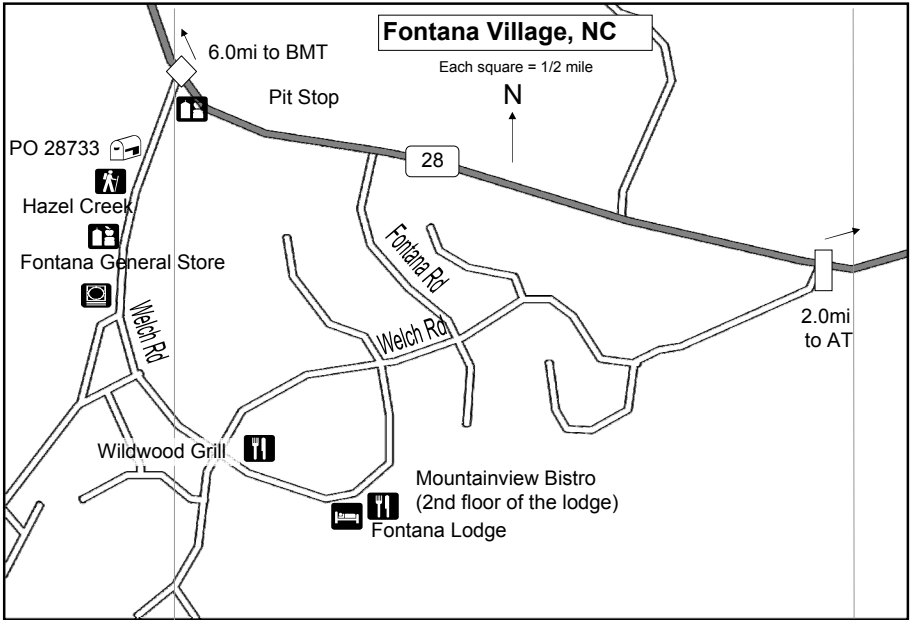 Fontana Village, NC
6.0mi to BMT
Each square = 1/2 mile
Pit Stop
N
PO 28733
28
Hazel Creek
Fontana General Store
Fontana Rd
Welch Rd
Welch Rd
2.0mi
to AT
Wildwood Grill
Mountainview Bistro
(2nd floor of the lodge)
Fontana Lodge